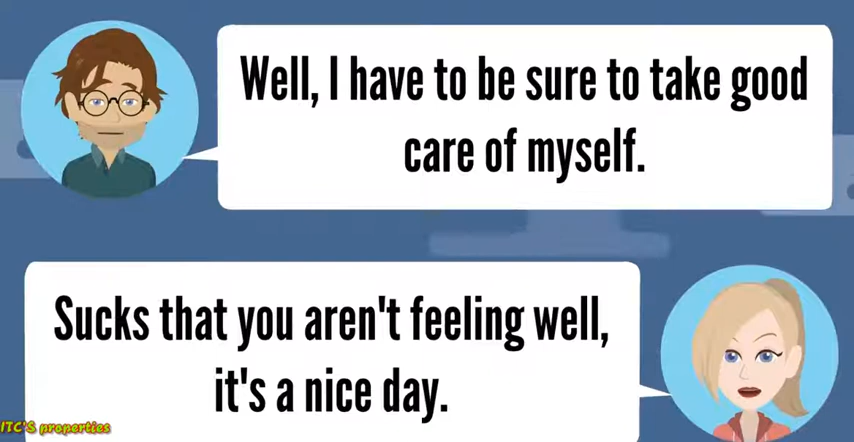 Well, I have to be sure to take good
care of myself.
Sucks that you aren't feeling well,
it's a nice day.
ITC'S properties